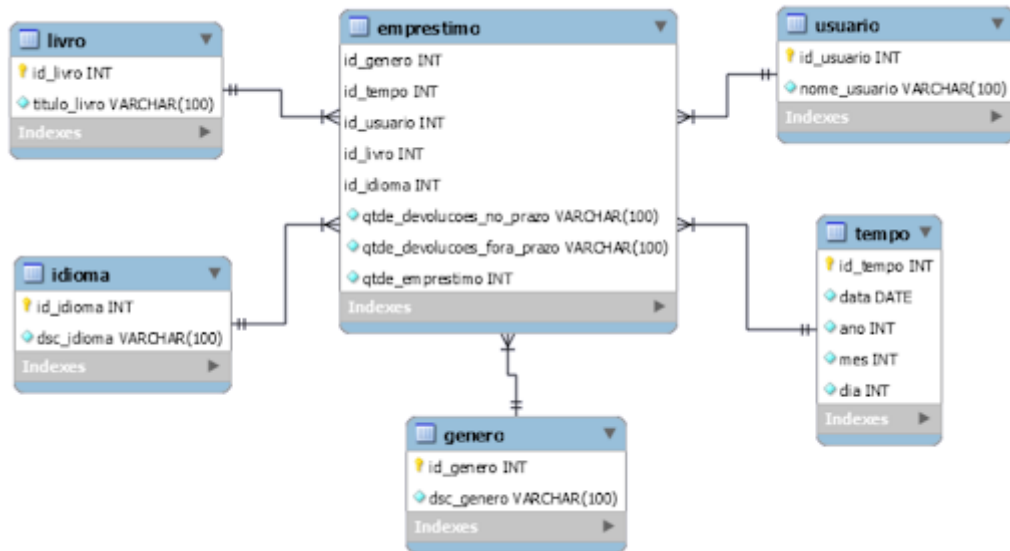 livro
id_livro INT
titulo_livro VARCHAR(100)
Indexes
emprestimo
id_genero INT
id_tempo INT
id_usuario INT
id_livro INT
id_idioma INT
qtde_devolucoes_no_prazo VARCHAR(100)
qtde_devolucoes_fora_prazo VARCHAR(100)
qtde_emprestimo INT
Indexes
usuario
id_usuario INT
nome_usuario VARCHAR(100)
Indexes
idioma
id_idioma INT
dsc_idioma VARCHAR(100)
Indexes
tempo
id_tempo INT
data DATE
ano INT
mes INT
dia INT
Indexes
genero
id_genero INT
dsc_genero VARCHAR(100)
Indexes